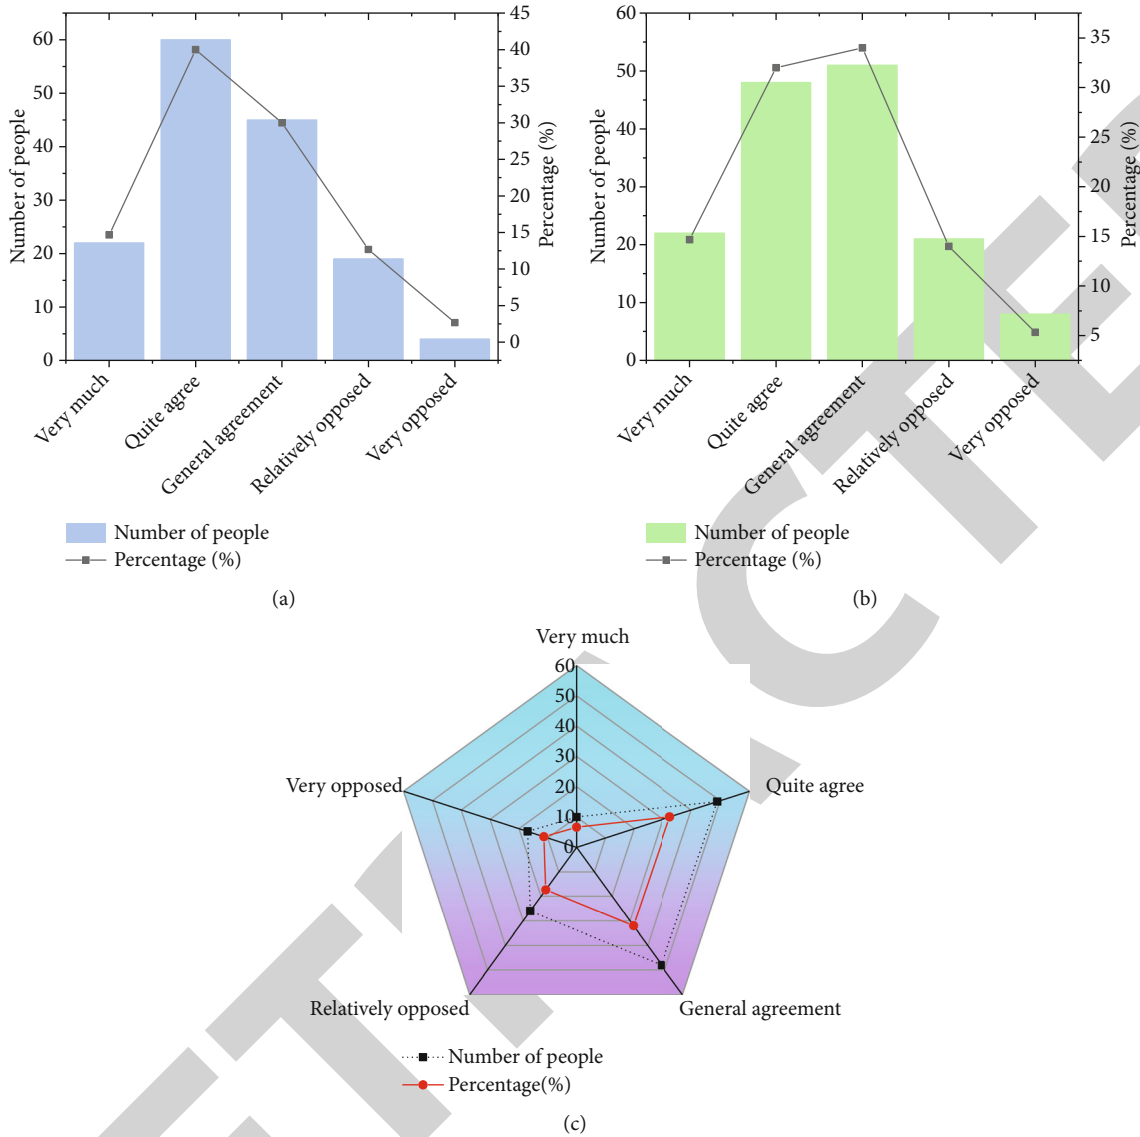 60
50
40
30
20
10
0
Number of people
45
40
35
30
25
20
15
10
5
0
Percentage (%)
Very much
Quite agree
General agreement
Relatively opposed
Very opposed
Number of people
Percentage (%)
(a)
60
50
40
30
20
10
0
Number of people
35
30
25
20
15
10
5
Percentage (%)
Very much
Quite agree
General agreement
Relatively opposed
Very opposed
Number of people
Percentage (%)
(b)
Very much
60
50
40
30
20
10
0
Very opposed
Quite agree
Relatively opposed
General agreement
Number of people
Percentage(%)
(c)